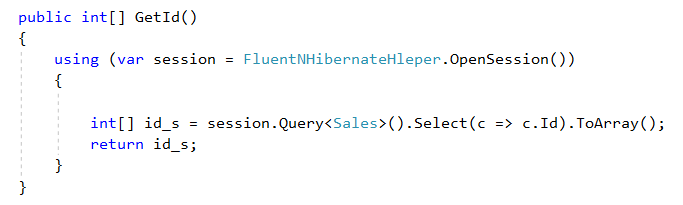 public int[] GetId()
{
using (var session = FluentNHibernateHleper.OpenSession())
{
int[] id_s = session.Query<Sales>().Select(c => c.Id).ToArray();
return id_s;
}
}